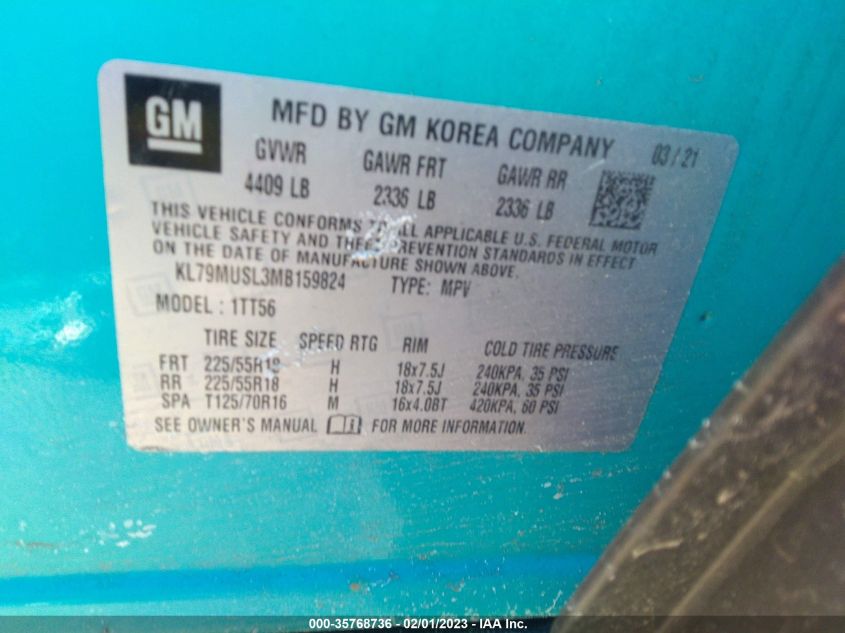 GM
MFD BY GM KOREA COMPANY 03/21
GVWR GAWR FRT GAWR RR
4409 LB 2336 LB 2336 LB
THIS VEHICLE CONFORMS TO ALL APPLICABLE U.S. FEDERAL MOTOR
VEHICLE SAFETY AND THEFT PREVENTION STANDARDS IN EFFECT
ON THE DATE OF MANUFACTURE SHOWN ABOVE.
KL79MUSL3MB159824 TYPE: MPV
MODEL : 1TT56
TIRE SIZE SPEED RTG RIM COLD TIRE PRESSURE
FRT 225/55R18 H 18x7.5J 240KPA, 35 PSI
RR 225/55R18 H 18x7.5J 240KPA, 35 PSI
SPA T125/70R16 M 16x4.0BT 420KPA, 60 PSI
SEE OWNER'S MANUAL FOR MORE INFORMATION.
000-35768736 - 02/01/2023 - IAA Inc.